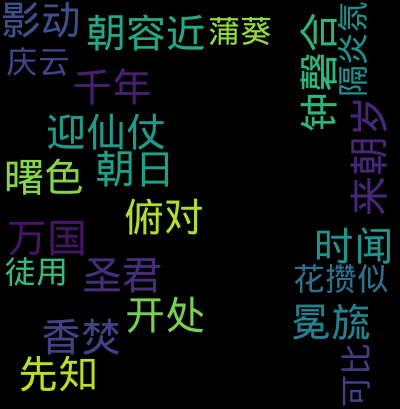 影动
朝容近
蒲葵
庆云
千年
迎仙仗
朝日
曙色
俯对
万国
徒用
圣君
开处
香焚
先知
钟磬合
隔炎氛
来朝岁
时闻
花攒似
冕旒
可比